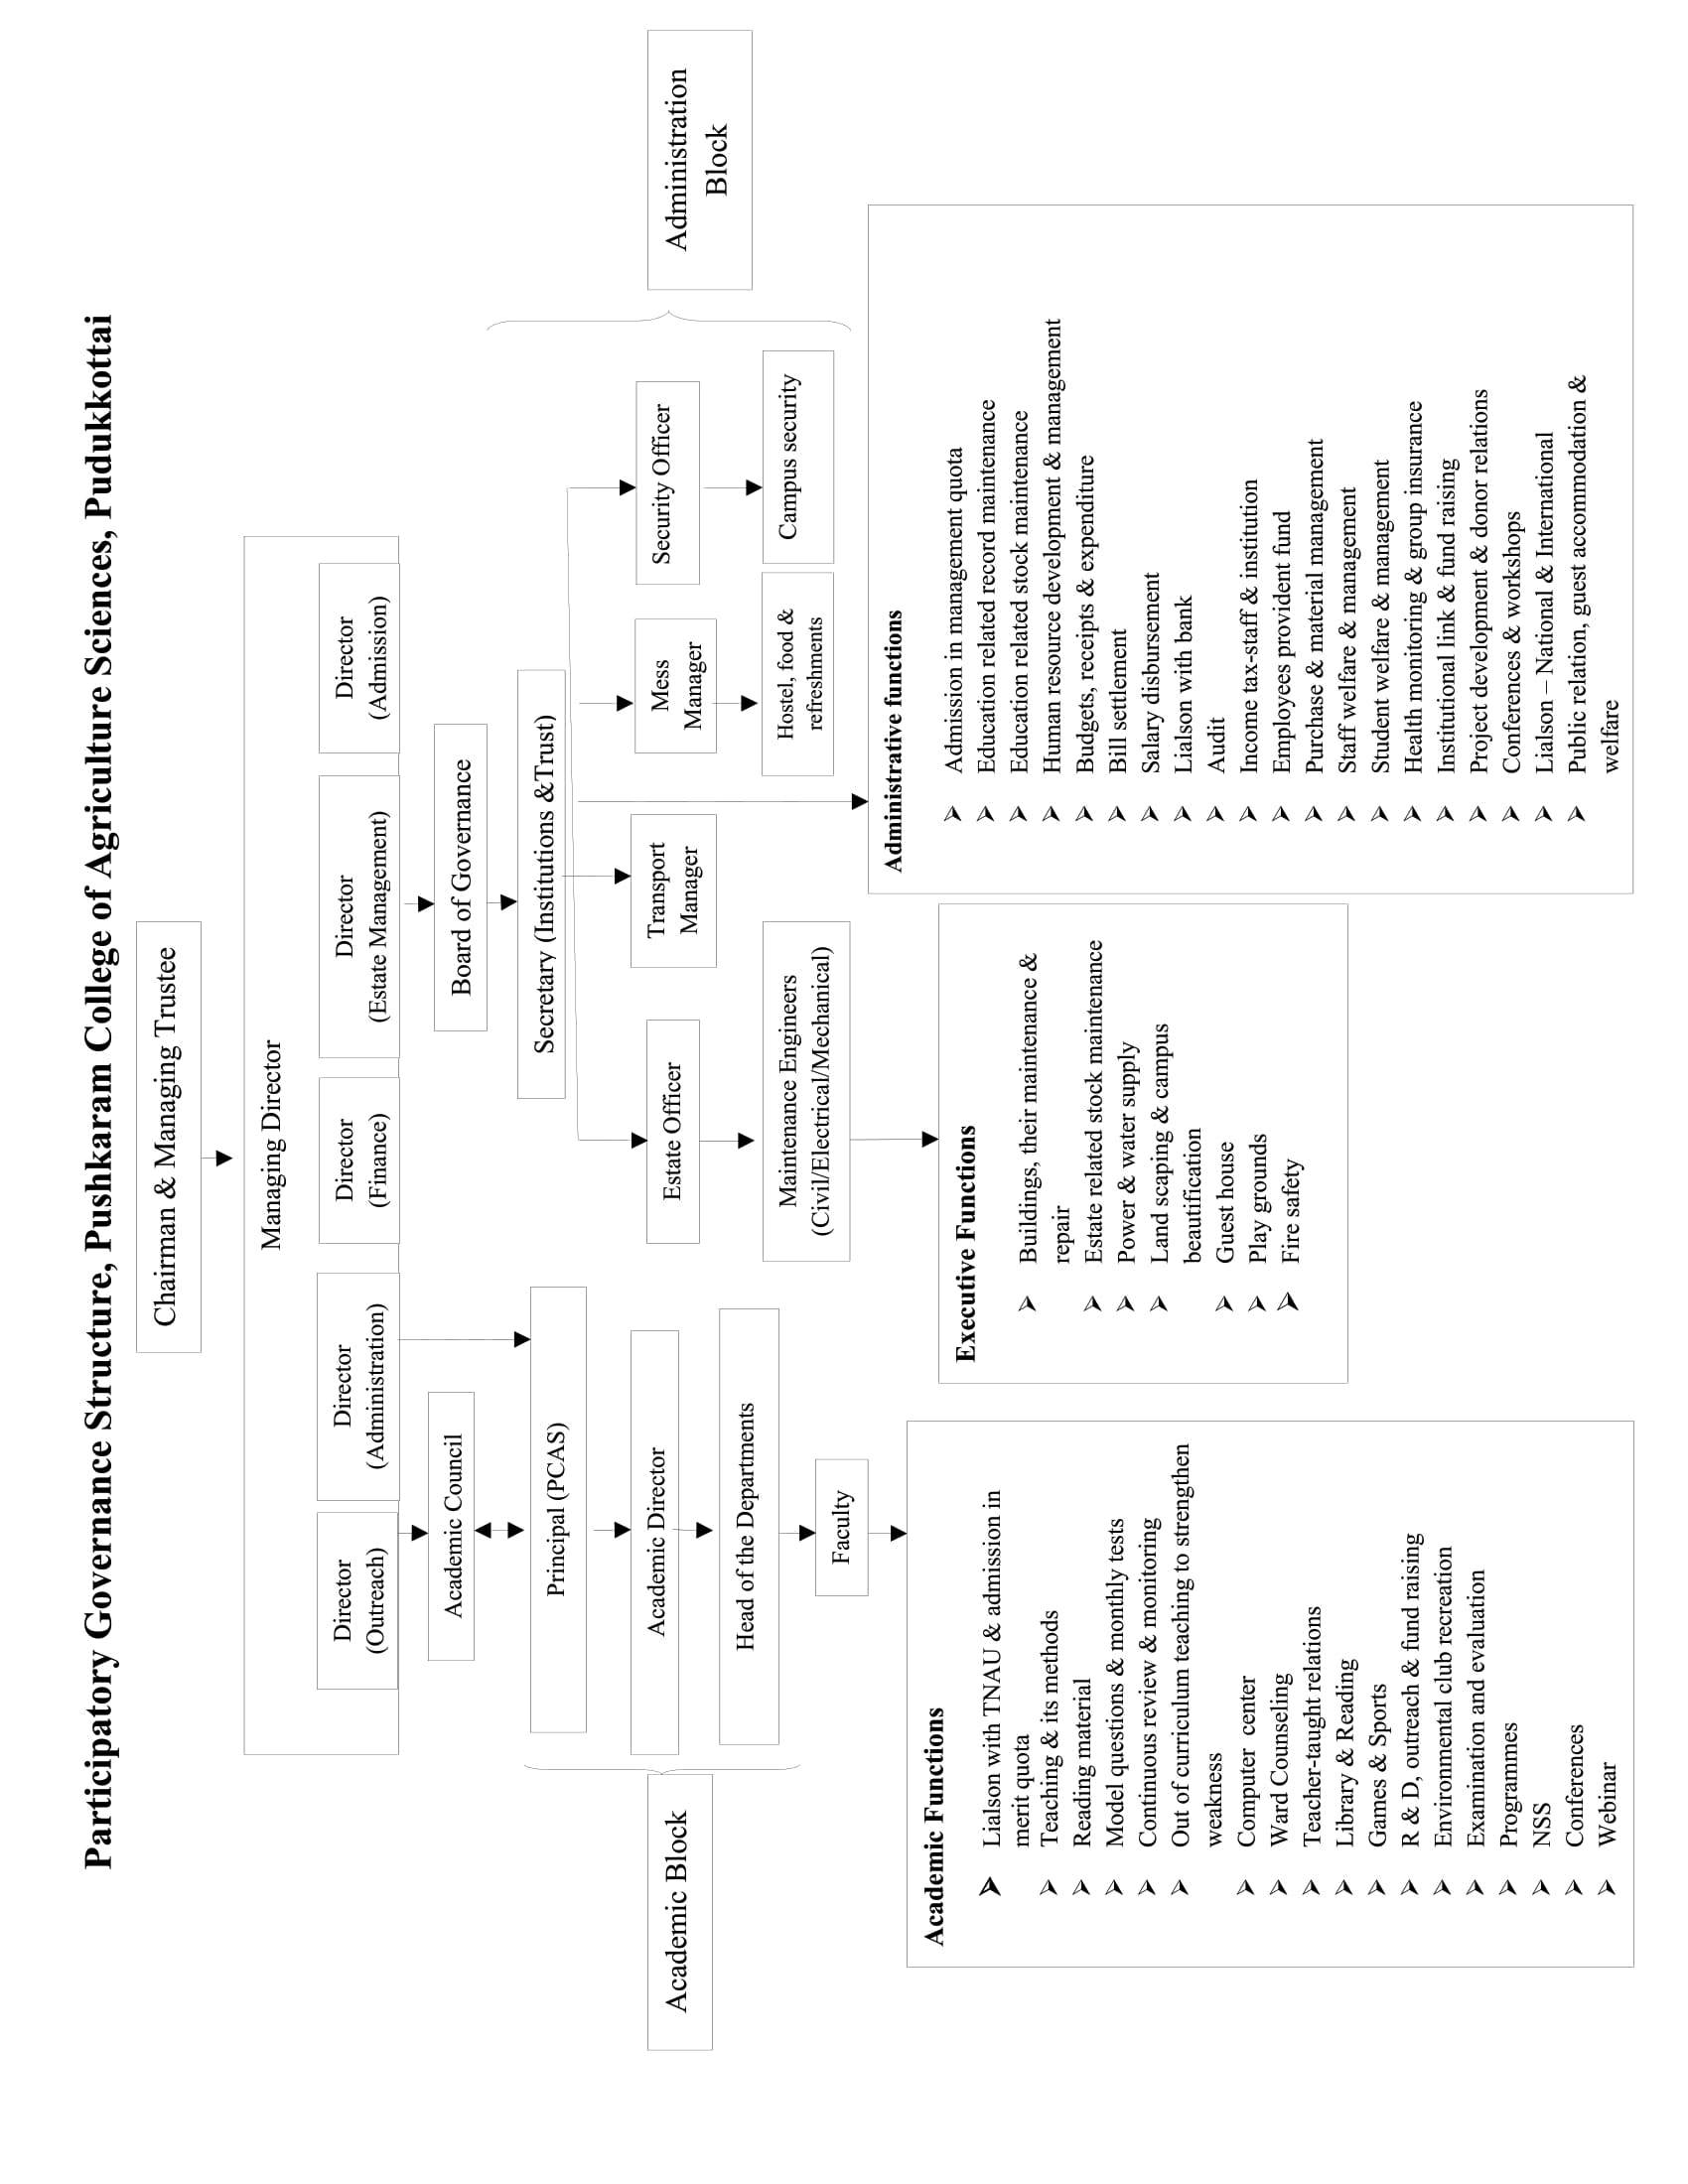 Participatory Governance Structure, Pushkaram College of Agriculture Sciences, Pudukkottai
Chairman & Managing Trustee
Managing Director
Director
(Outreach)
Director
(Administration)
Director
(Finance)
Director
(Estate Management)
Director
(Admission)
Academic Council
Board of Governance
Principal (PCAS)
Secretary (Institutions &Trust)
Academic Block
Academic Director
Head of the Departments
Faculty
Estate Officer
Transport
Manager
Mess
Manager
Security Officer
Administration
Block
Maintenance Engineers
(Civil/Electrical/Mechanical)
Hostel, food &
refreshments
Campus security
Academic Functions
➢ Lialson with TNAU & admission in
merit quota
➢ Teaching & its methods
➢ Reading material
➢ Model questions & monthly tests
➢ Continuous review & monitoring
➢ Out of curriculum teaching to strengthen
weakness
➢ Computer center
➢ Ward Counseling
➢ Teacher-taught relations
➢ Library & Reading
➢ Games & Sports
➢ R & D, outreach & fund raising
➢ Environmental club recreation
➢ Examination and evaluation
➢ Programmes
➢ NSS
➢ Conferences
➢ Webinar
Executive Functions
➢ Buildings, their maintenance &
repair
➢ Estate related stock maintenance
➢ Power & water supply
➢ Land scaping & campus
beautification
➢ Guest house
➢ Play grounds
➢ Fire safety
Administrative functions
➢ Admission in management quota
➢ Education related record maintenance
➢ Education related stock maintenance
➢ Human resource development & management
➢ Budgets, receipts & expenditure
➢ Bill settlement
➢ Salary disbursement
➢ Lialson with bank
➢ Audit
➢ Income tax-staff & institution
➢ Employees provident fund
➢ Purchase & material management
➢ Staff welfare & management
➢ Student welfare & management
➢ Health monitoring & group insurance
➢ Institutional link & fund raising
➢ Project development & donor relations
➢ Conferences & workshops
➢ Lialson – National & International
➢ Public relation, guest accommodation &
welfare